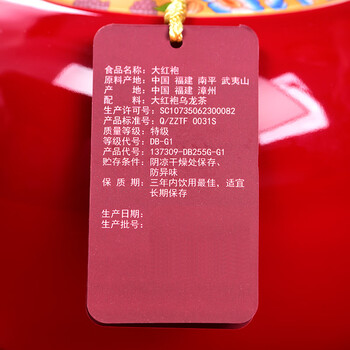 食品名称: 大红袍
原料产地: 中国 福建 南平 武夷山
产 地: 中国 福建 漳州
配 料: 大红袍乌龙茶
生产许可号: SC10735062300082
产品标准号: Q/ZZTF 0031S
质量等级: 特级
等级代号: DB-G1
产品代号: 137309-DB255G-G1
贮存条件: 阴凉干燥处保存、
防异味
保 质 期: 三年内饮用最佳, 适宜
长期保存
生产日期:
生产批号: